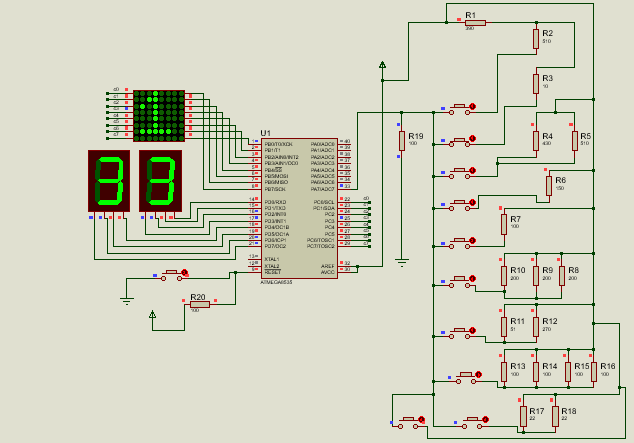 R1
390
R2
510
R3
10
R4
430
R5
510
R6
150
R7
100
R10
200
R9
200
R8
200
R11
51
R12
270
R13
100
R14
100
R15
100
R16
100
R17
22
R18
22
R19
100
R20
100
U1
PB0/T0/XCK
PB1/T1
PB2/AIN0/INT2
PB3/AIN1/OC0
PB4/SS
PB5/MOSI
PB6/MISO
PB7/SCK
PD0/RXD
PD1/TXD
PD2/INT0
PD3/INT1
PD4/OC1B
PD5/OC1A
PD6/ICP1
PD7/OC2
XTAL1
XTAL2
RESET
PA0/ADC0
PA1/ADC1
PA2/ADC2
PA3/ADC3
PA4/ADC4
PA5/ADC5
PA6/ADC6
PA7/ADC7
PC0/SCL
PC1/SDA
PC2
PC3
PC4
PC5
PC6/TOSC1
PC7/TOSC2
AREF
AVCC
ATMEGA8535
3
3